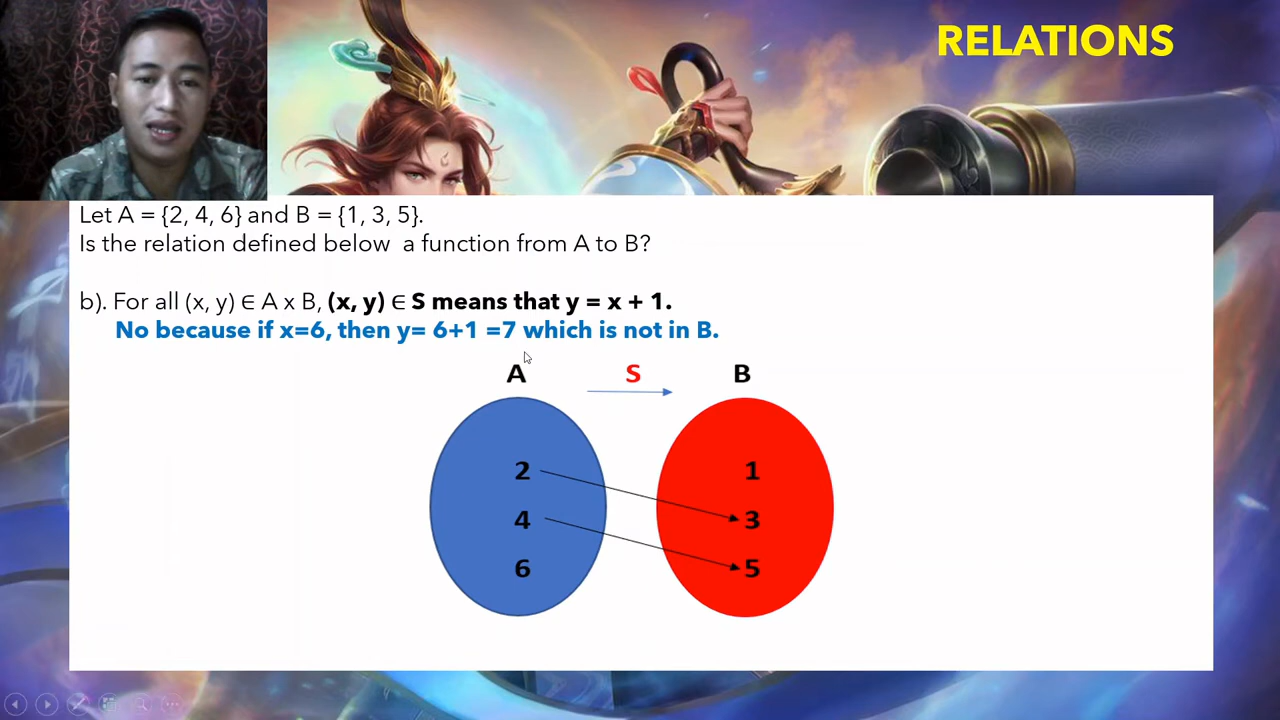 RELATIONS
Let A = {2, 4, 6} and B = {1, 3, 5}.
Is the relation defined below a function from A to B?
b). For all (x, y) ∈ A x B, (x, y) ∈ S means that y = x + 1.
No because if x=6, then y= 6+1 =7 which is not in B.
A S B
2 1
4 3
6 5